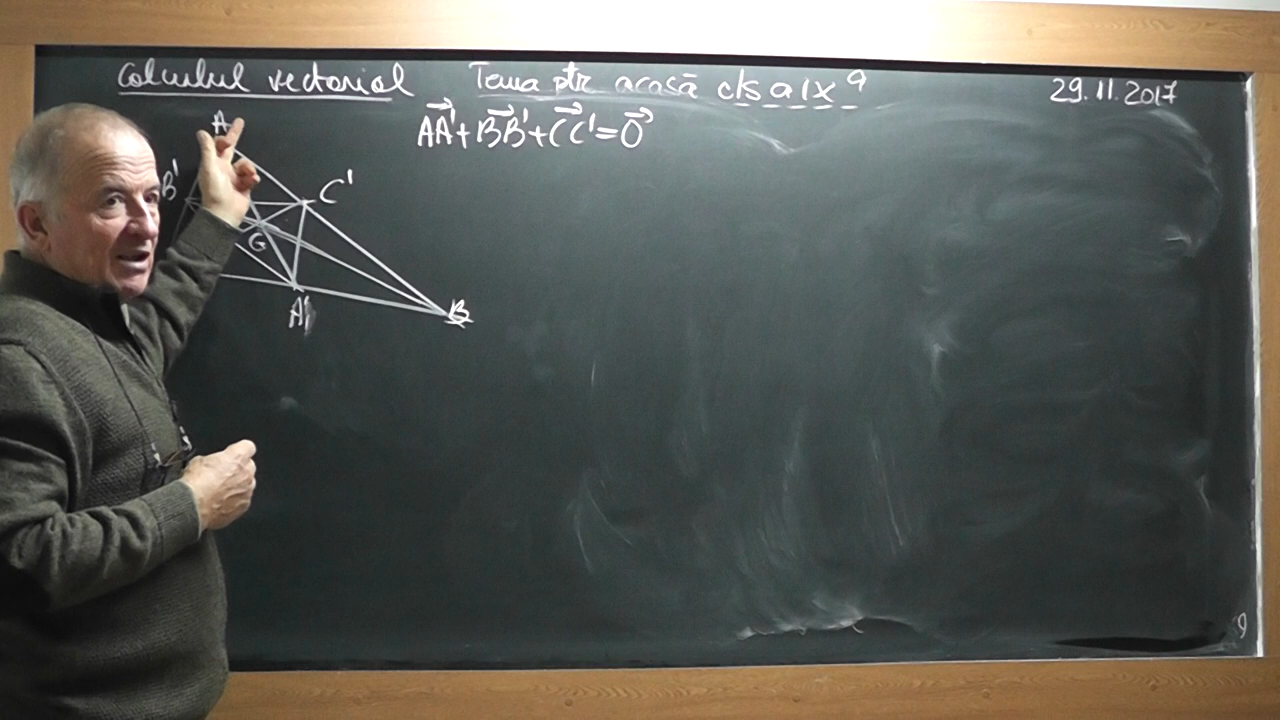 Calculul vectorial Tema ptr acasă cls a IX a 29.11.2017
AA'+BB'+CC'=0
A
B'
C'
G
A'
B
9